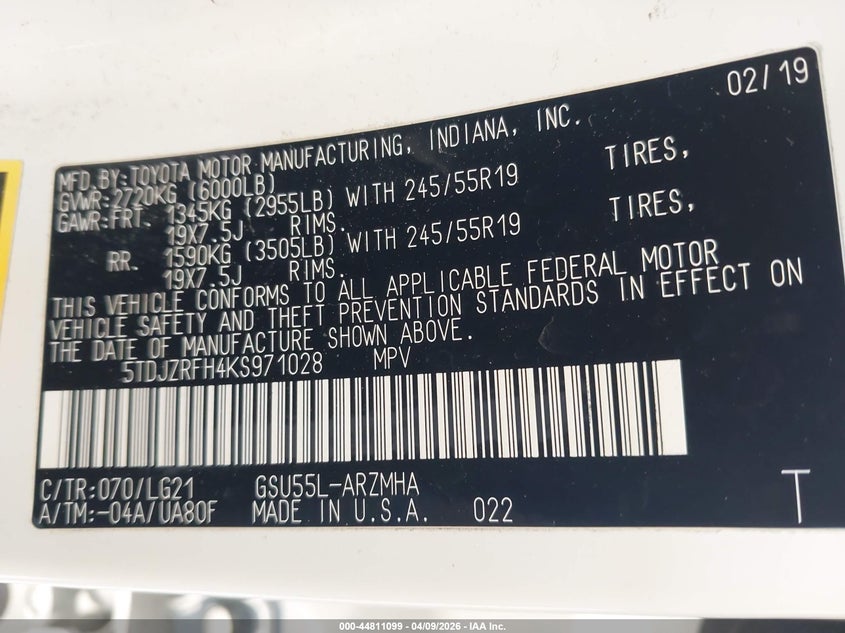 02/19
MFD BY:TOYOTA MOTOR MANUFACTURING, INDIANA, INC.
GVWR:2720KG (6000LB)
GAWR:FRT. 1345KG (2955LB) WITH 245/55R19 TIRES,
19X7.5J RIMS.
RR. 1590KG (3505LB) WITH 245/55R19 TIRES,
19X7.5J RIMS.
THIS VEHICLE CONFORMS TO ALL APPLICABLE FEDERAL MOTOR
VEHICLE SAFETY AND THEFT PREVENTION STANDARDS IN EFFECT ON
THE DATE OF MANUFACTURE SHOWN ABOVE.
5TDJZRFH4KS971028 MPV
C/TR:070/LG21 GSU55L-ARZMHA
A/TM:-04A/UA80F MADE IN U.S.A. 022
T
000-44811099 - 04/09/2026 - IAA Inc.